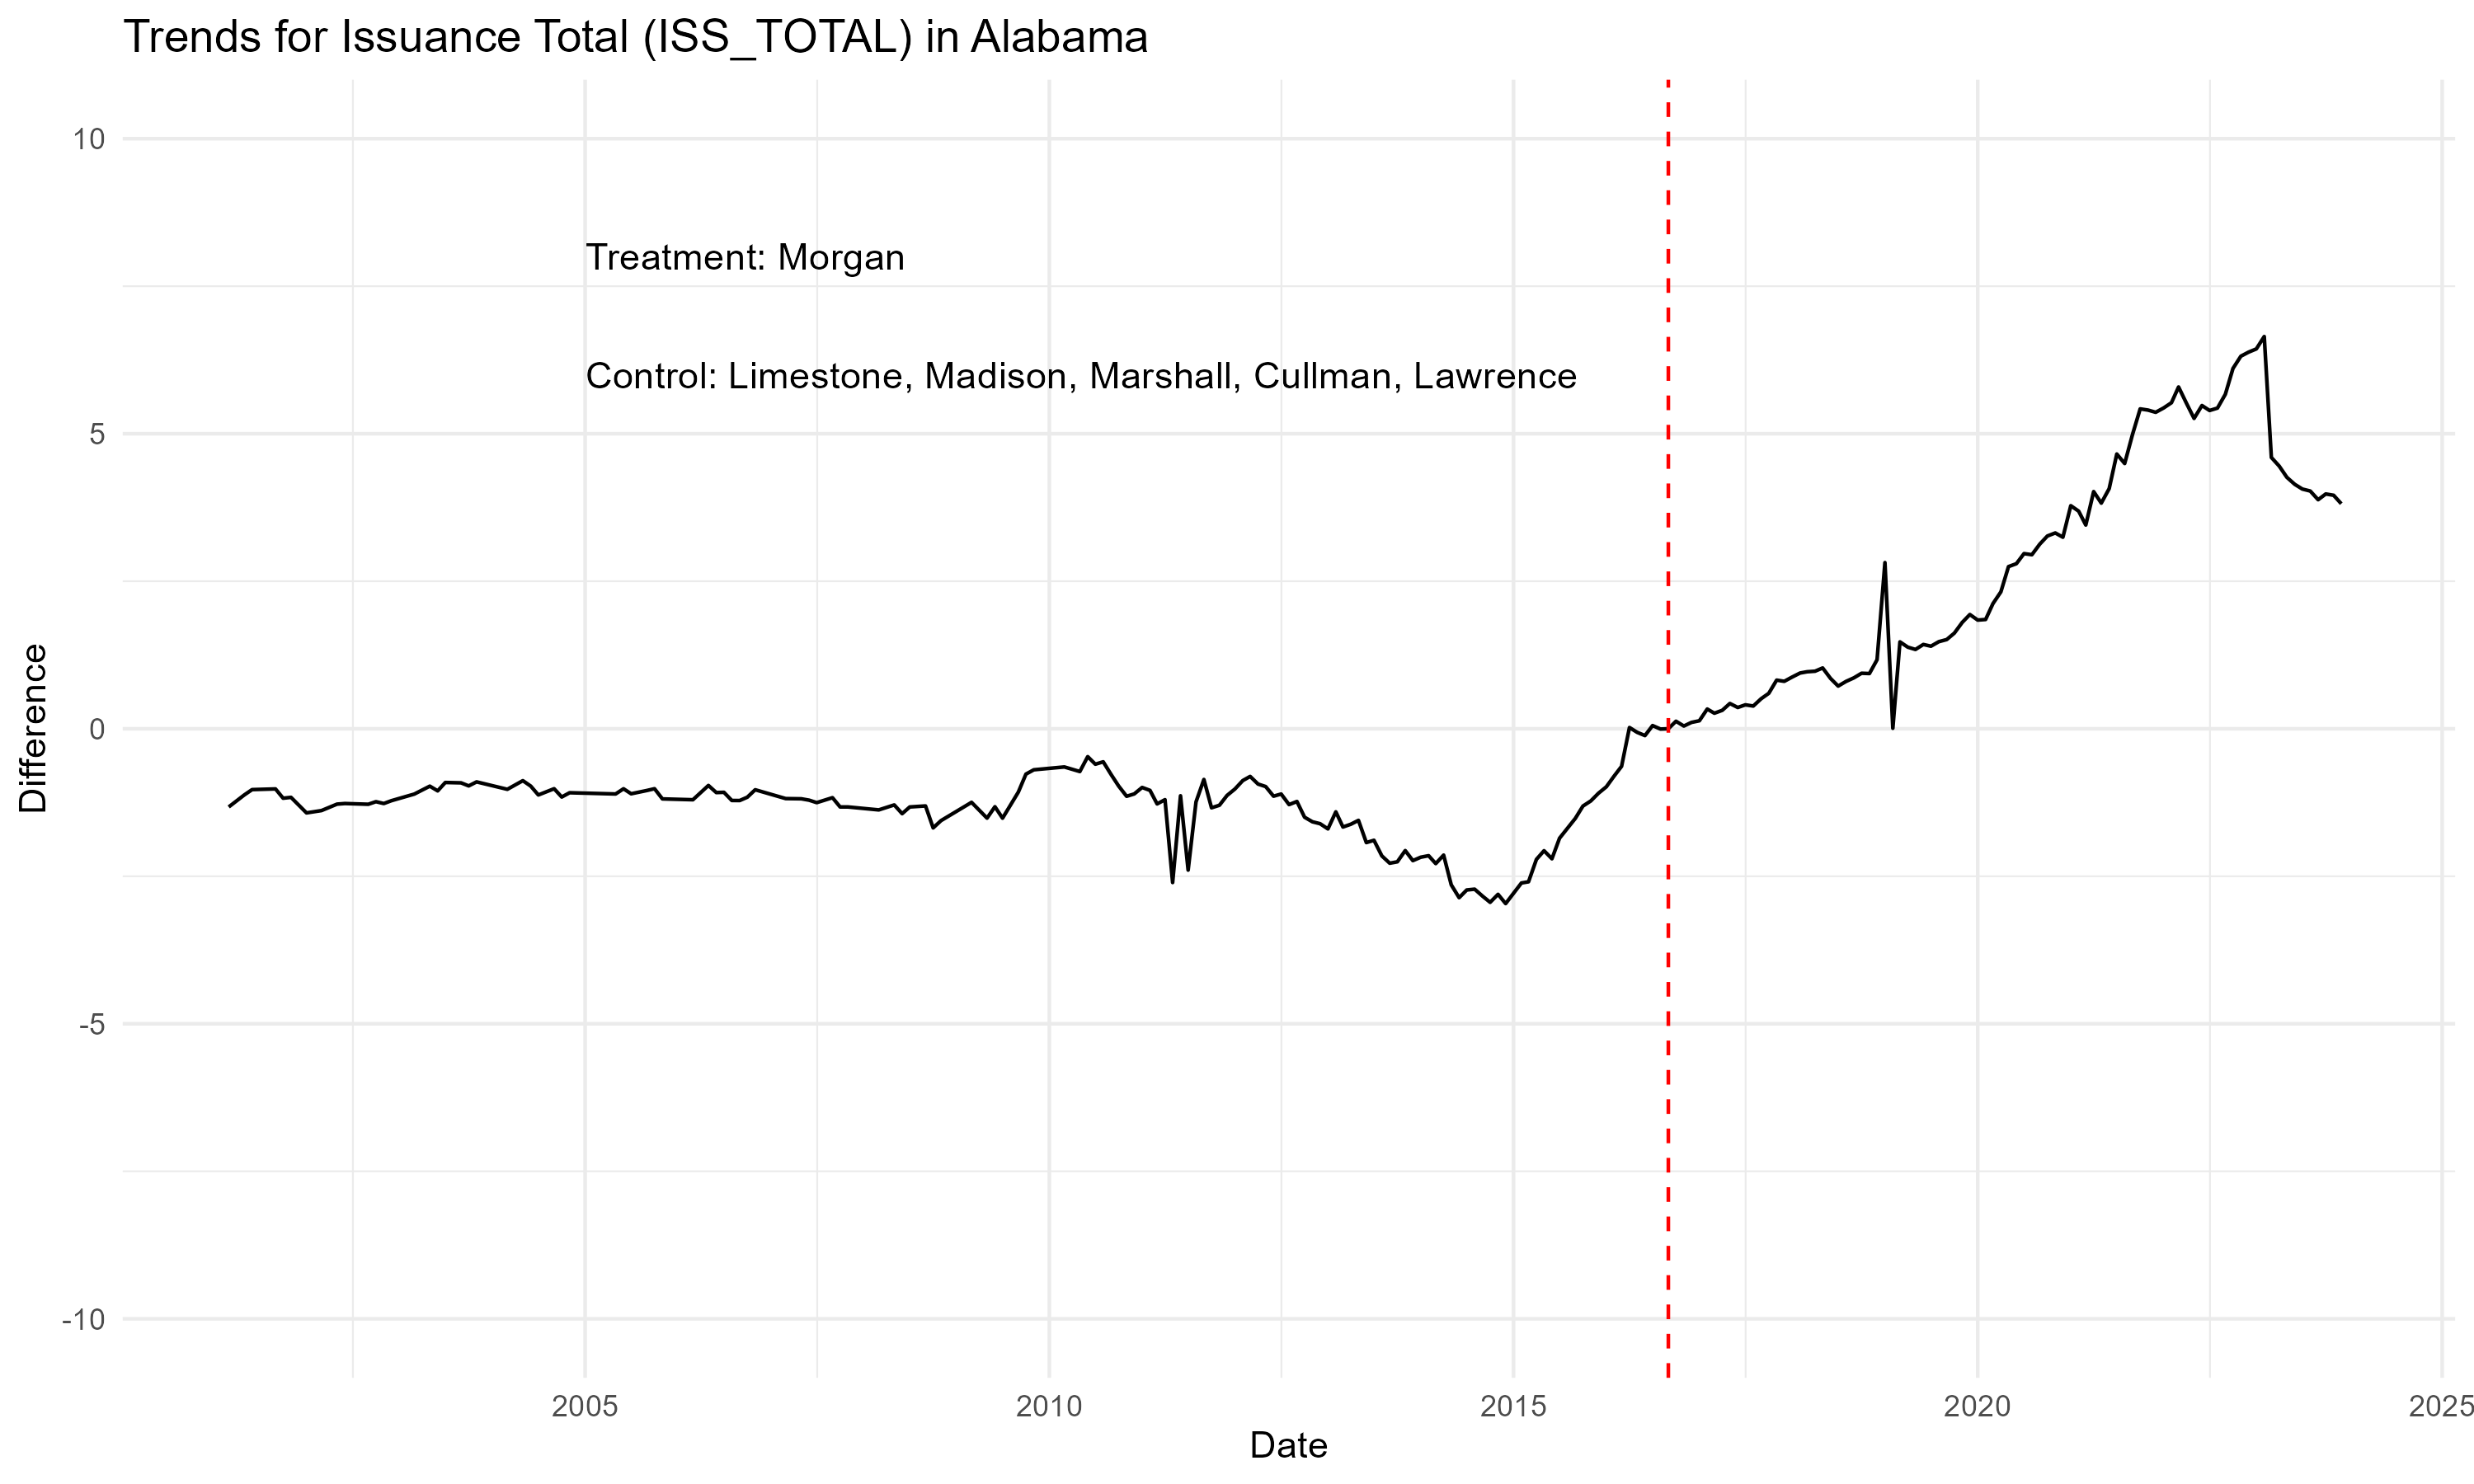 Trends for Issuance Total (ISS_TOTAL) in Alabama
10
Treatment: Morgan
Control: Limestone, Madison, Marshall, Cullman, Lawrence
5
0
-5
-10
Difference
2005
2010
2015
2020
2025
Date